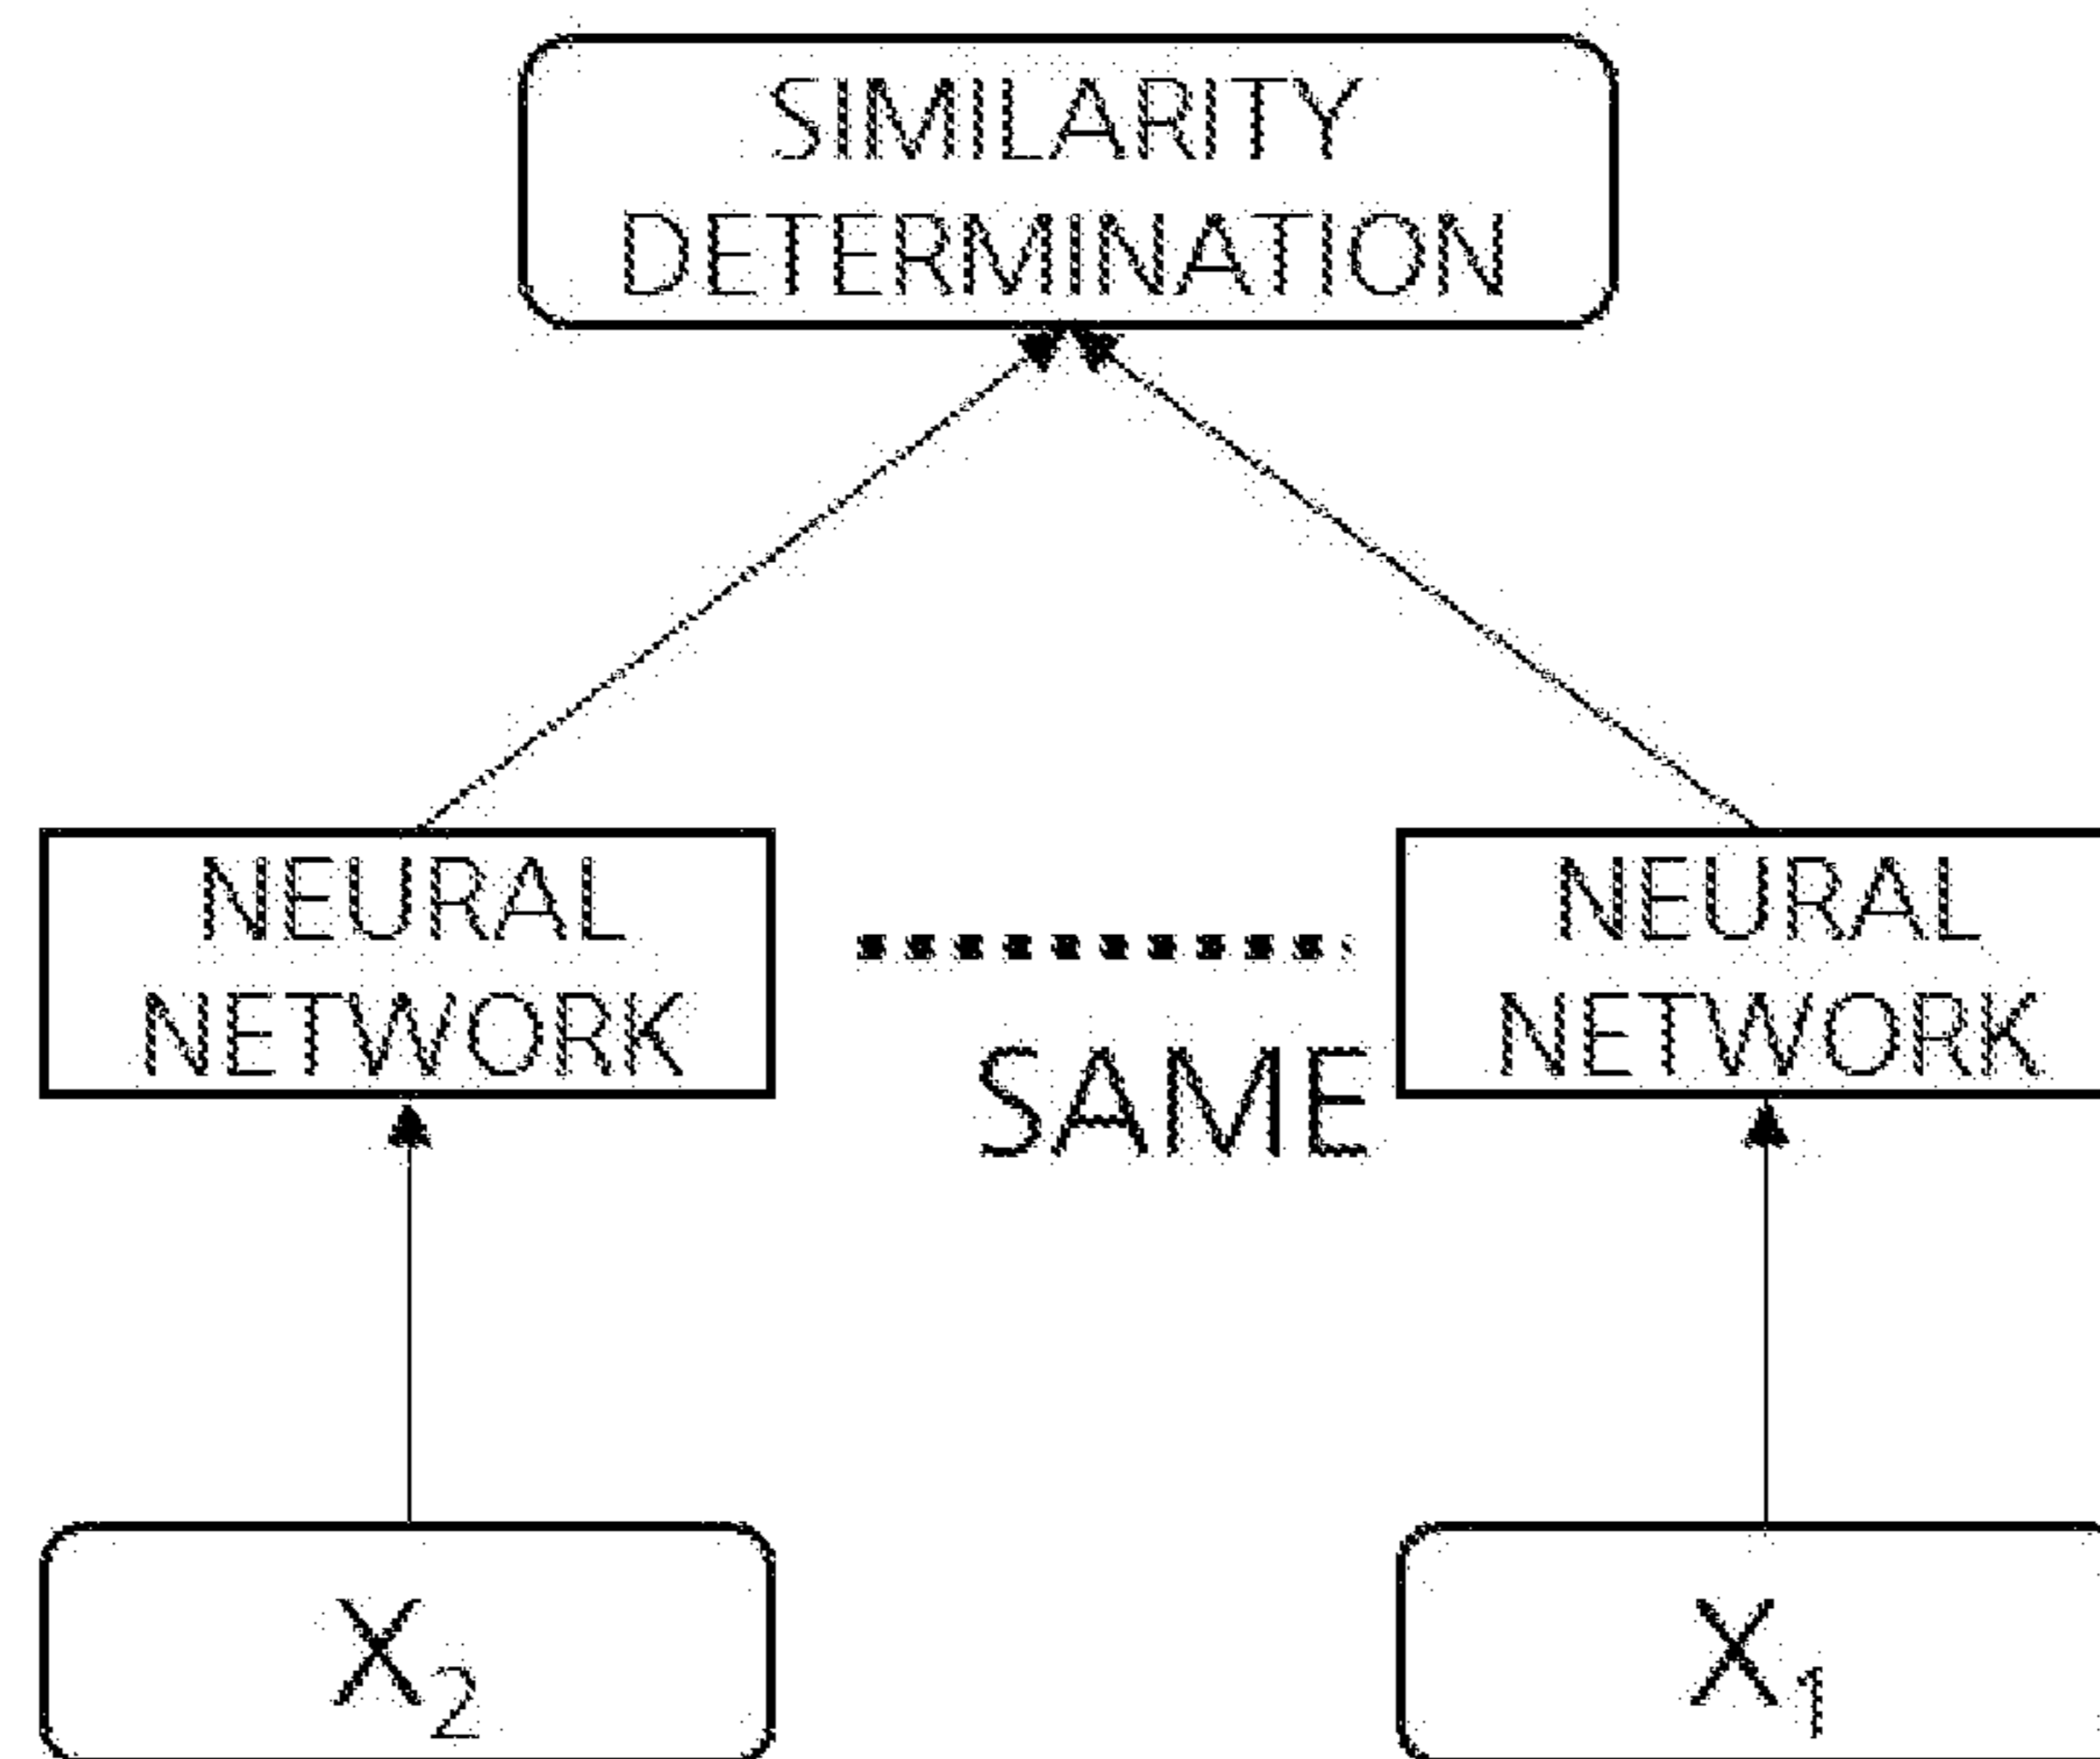 SIMILARITY
DETERMINATION
NEURAL
NETWORK
SAME
NEURAL
NETWORK
X₂
X₁